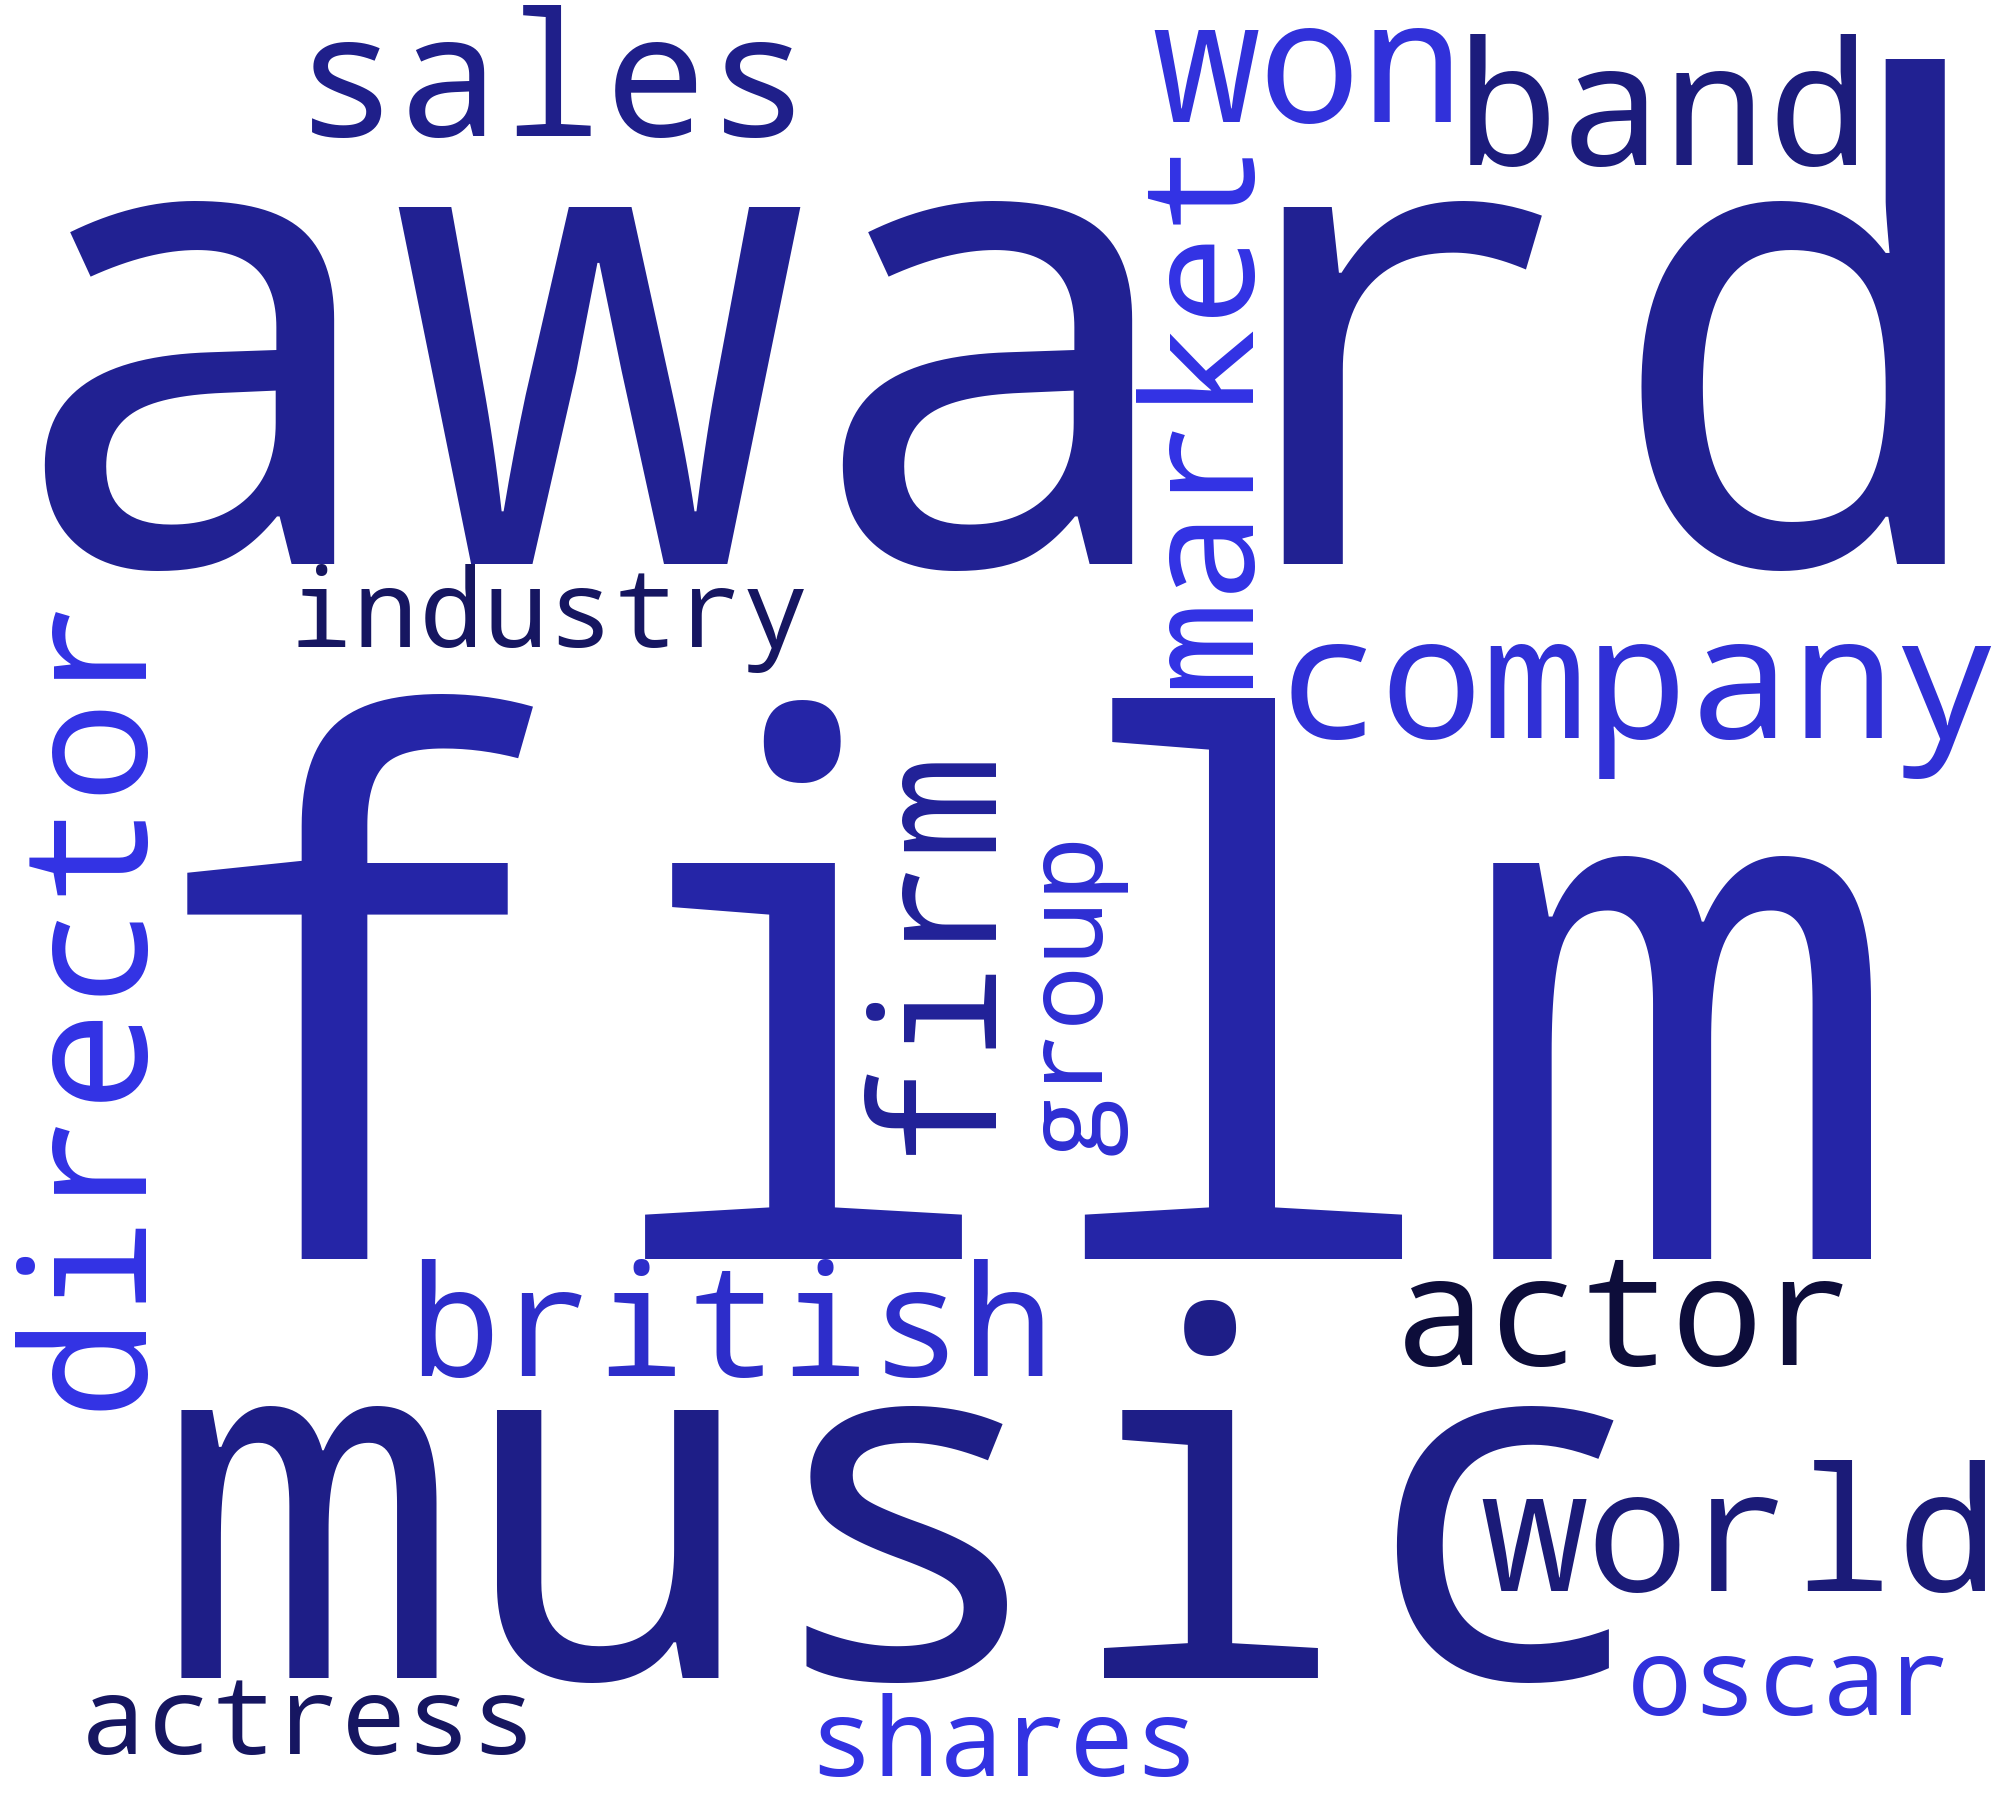 sales
won
band
award
market
industry
company
director
film
firm
group
british
actor
music
world
oscar
actress
shares